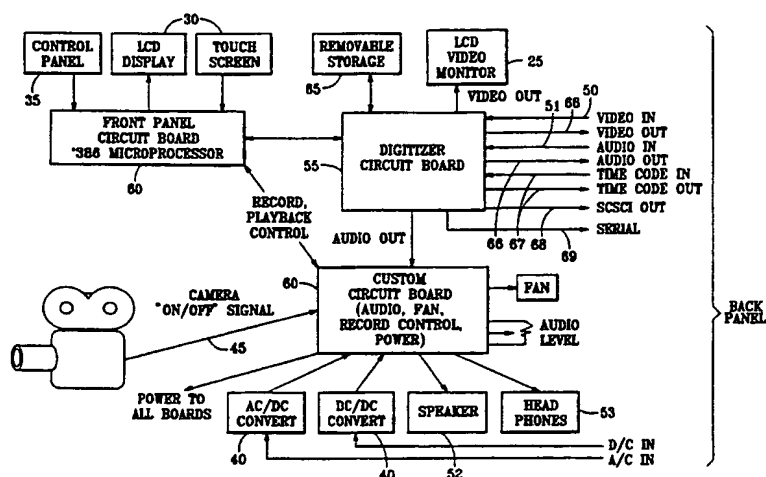 30
CONTROL
PANEL
LCD
DISPLAY
TOUCH
SCREEN
REMOVABLE
STORAGE
LCD
VIDEO
MONITOR
25
35
65
VIDEO OUT
51
66
50
FRONT PANEL
CIRCUIT BOARD
"386 MICROPROCESSOR
60
DIGITIZER
CIRCUIT BOARD
55
VIDEO IN
VIDEO OUT
AUDIO IN
AUDIO OUT
TIME CODE IN
TIME CODE OUT
SCSCI OUT
SERIAL
66
67
68
69
RECORD,
PLAYBACK
CONTROL
AUDIO OUT
60
CUSTOM
CIRCUIT BOARD
(AUDIO, FAN,
RECORD CONTROL,
POWER)
FAN
AUDIO
LEVEL
BACK
PANEL
CAMERA
"ON/OFF" SIGNAL
45
POWER TO
ALL BOARDS
AC/DC
CONVERT
DC/DC
CONVERT
SPEAKER
HEAD
PHONES
53
40
40
52
D/C IN
A/C IN